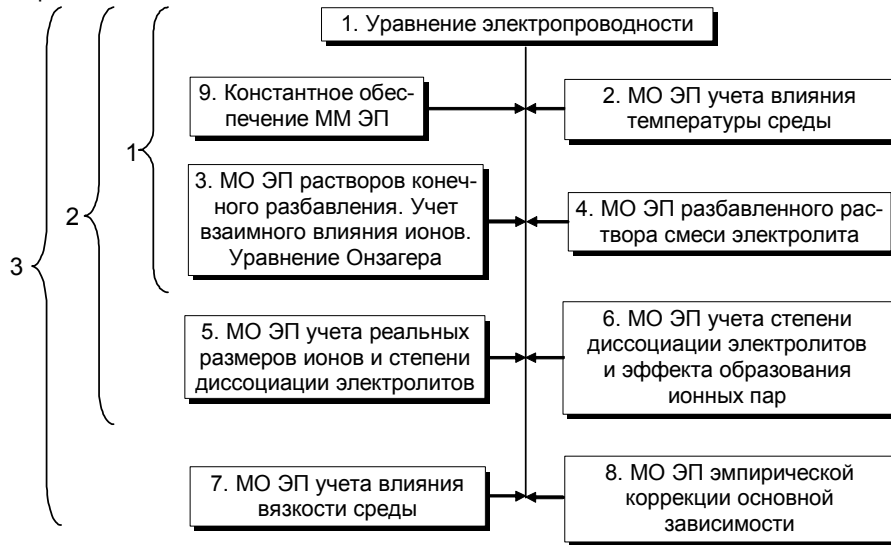 1. Уравнение электропроводности
9. Константное обес-
печение ММ ЭП
2. МО ЭП учета влияния
температуры среды
1
3. МО ЭП растворов конеч-
ного разбавления. Учет
взаимного влияния ионов.
Уравнение Онзагера
4. МО ЭП разбавленного рас-
твора смеси электролита
2
3
5. МО ЭП учета реальных
размеров ионов и степени
диссоциации электролитов
6. МО ЭП учета степени
диссоциации электролитов
и эффекта образования
ионных пар
7. МО ЭП учета влияния
вязкости среды
8. МО ЭП эмпирической
коррекции основной
зависимости